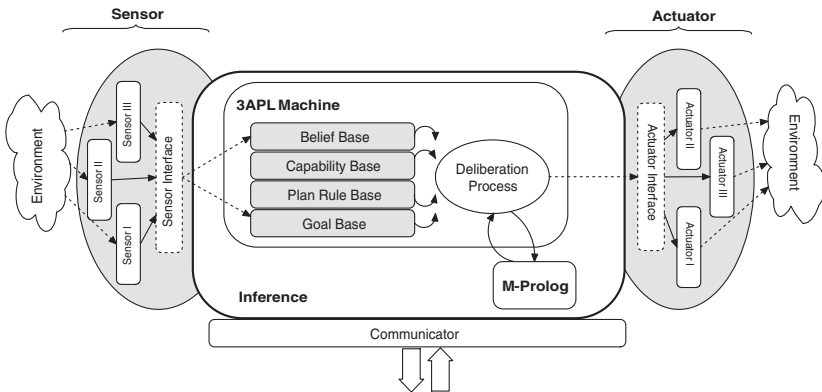 Sensor
Actuator
Environment
Sensor III
Sensor II
Sensor I
Sensor Interface
3APL Machine
Belief Base
Capability Base
Plan Rule Base
Goal Base
Deliberation
Process
M-Prolog
Inference
Communicator
Actuator Interface
Actuator II
Actuator III
Actuator I
Environment